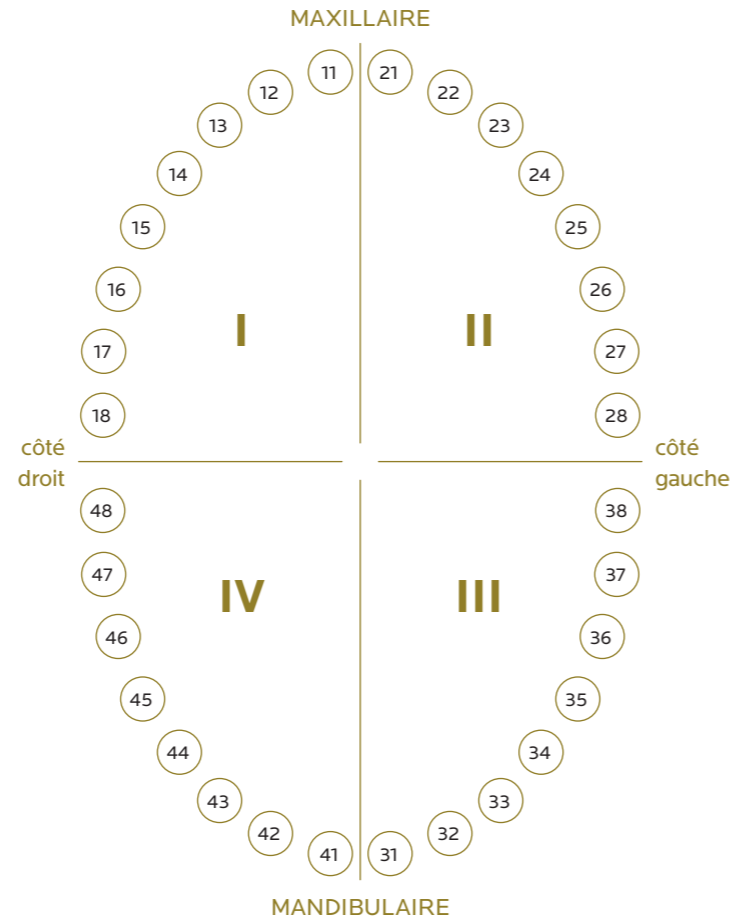 MAXILLAIRE
11 21
12 22
13 23
14 24
15 25
16 26
I II
17 27
18 28
côté côté
droit gauche
48 38
47 37
IV III
46 36
45 35
44 34
43 33
42 32
41 31
MANDIBULAIRE